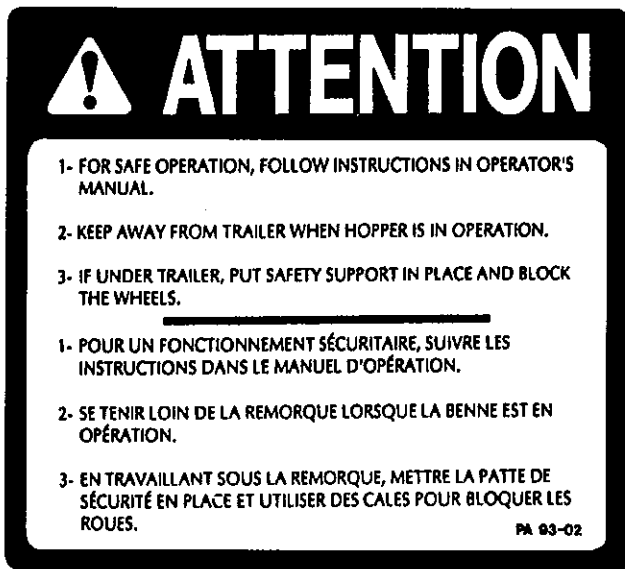 ATTENTION
1- FOR SAFE OPERATION, FOLLOW INSTRUCTIONS IN OPERATOR'S
MANUAL.
2- KEEP AWAY FROM TRAILER WHEN HOPPER IS IN OPERATION.
3- IF UNDER TRAILER, PUT SAFETY SUPPORT IN PLACE AND BLOCK
THE WHEELS.
1- POUR UN FONCTIONNEMENT SÉCURITAIRE, SUIVRE LES
INSTRUCTIONS DANS LE MANUEL D'OPÉRATION.
2- SE TENIR LOIN DE LA REMORQUE LORSQUE LA BENNE EST EN
OPÉRATION.
3- EN TRAVAILLANT SOUS LA REMORQUE, METTRE LA PATTE DE
SÉCURITÉ EN PLACE ET UTILISER DES CALES POUR BLOQUER LES
ROUES.
PA 93-02